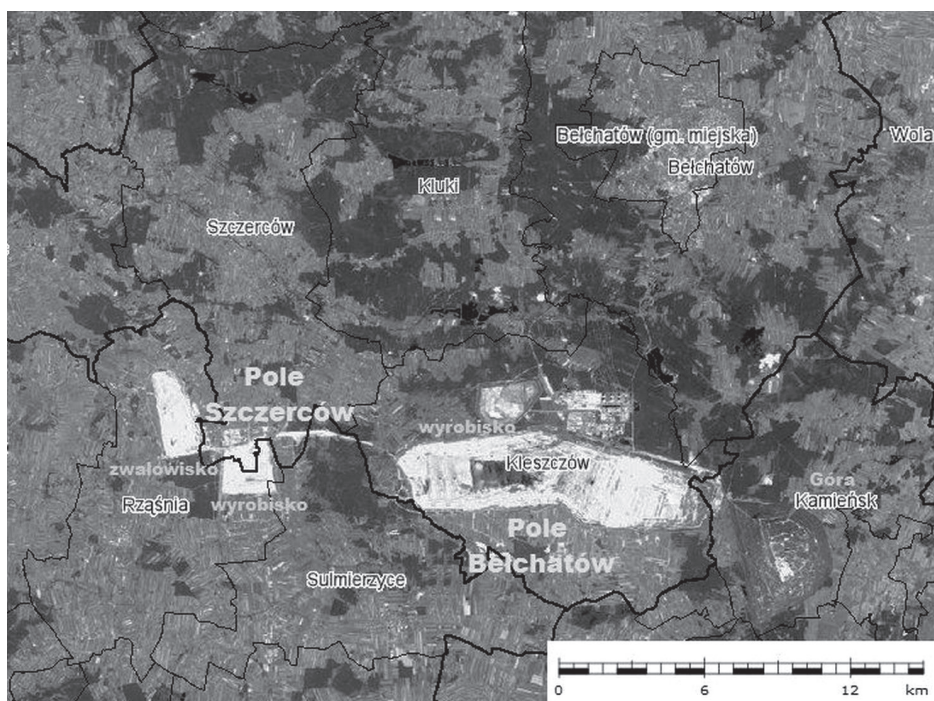 Bełchatów (gm. miejska)
Wola
Bełchatów
Kluki
Szczerców
Pole
Szczerców
wyrobisko
Kleszczów
zwałowisko
Góra
Kamieńsk
Rząśnia
wyrobisko
Pole
Bełchatów
Sulmierzyce
0 6 12 km